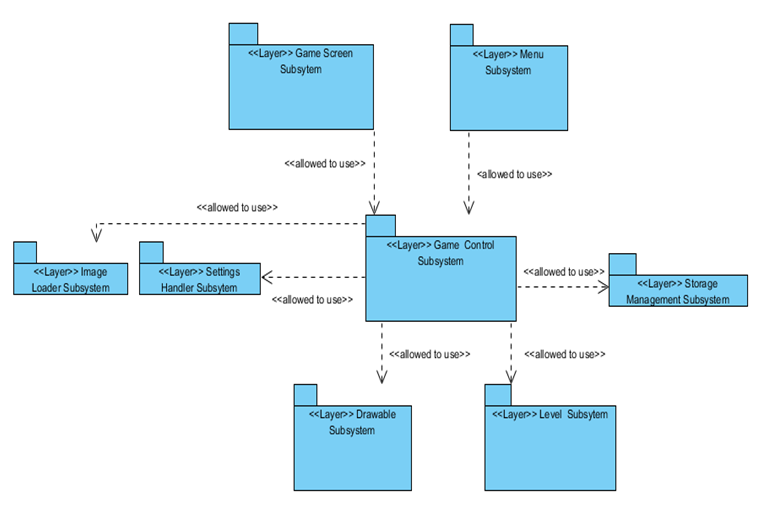 <<Layer>> Game Screen
Subsytem
<<Layer>> Menu
Subsystem
<<allowed to use>>
<allowed to use>>
<<allowed to use>>
<<Layer>> Game Control
Subsystem
<<Layer>> Image
Loader Subsystem
<<Layer>> Settings
Handler Subsytem
<<allowed to use>>
<<allowed to use>>
<<Layer>> Storage
Management Subsystem
<<allowed to use>>
<<allowed to use>>
<<Layer>> Drawable
Subsystem
<<Layer>> Level Subsytem